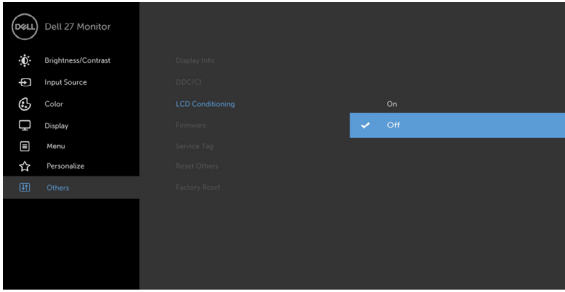 DELL
Dell 27 Monitor
Brightness/Contrast
Input Source
Color
Display
Menu
Personalize
Others
Display Info
DDC/CI
LCD Conditioning
Firmware
Service Tag
Reset Others
Factory Reset
On
Off